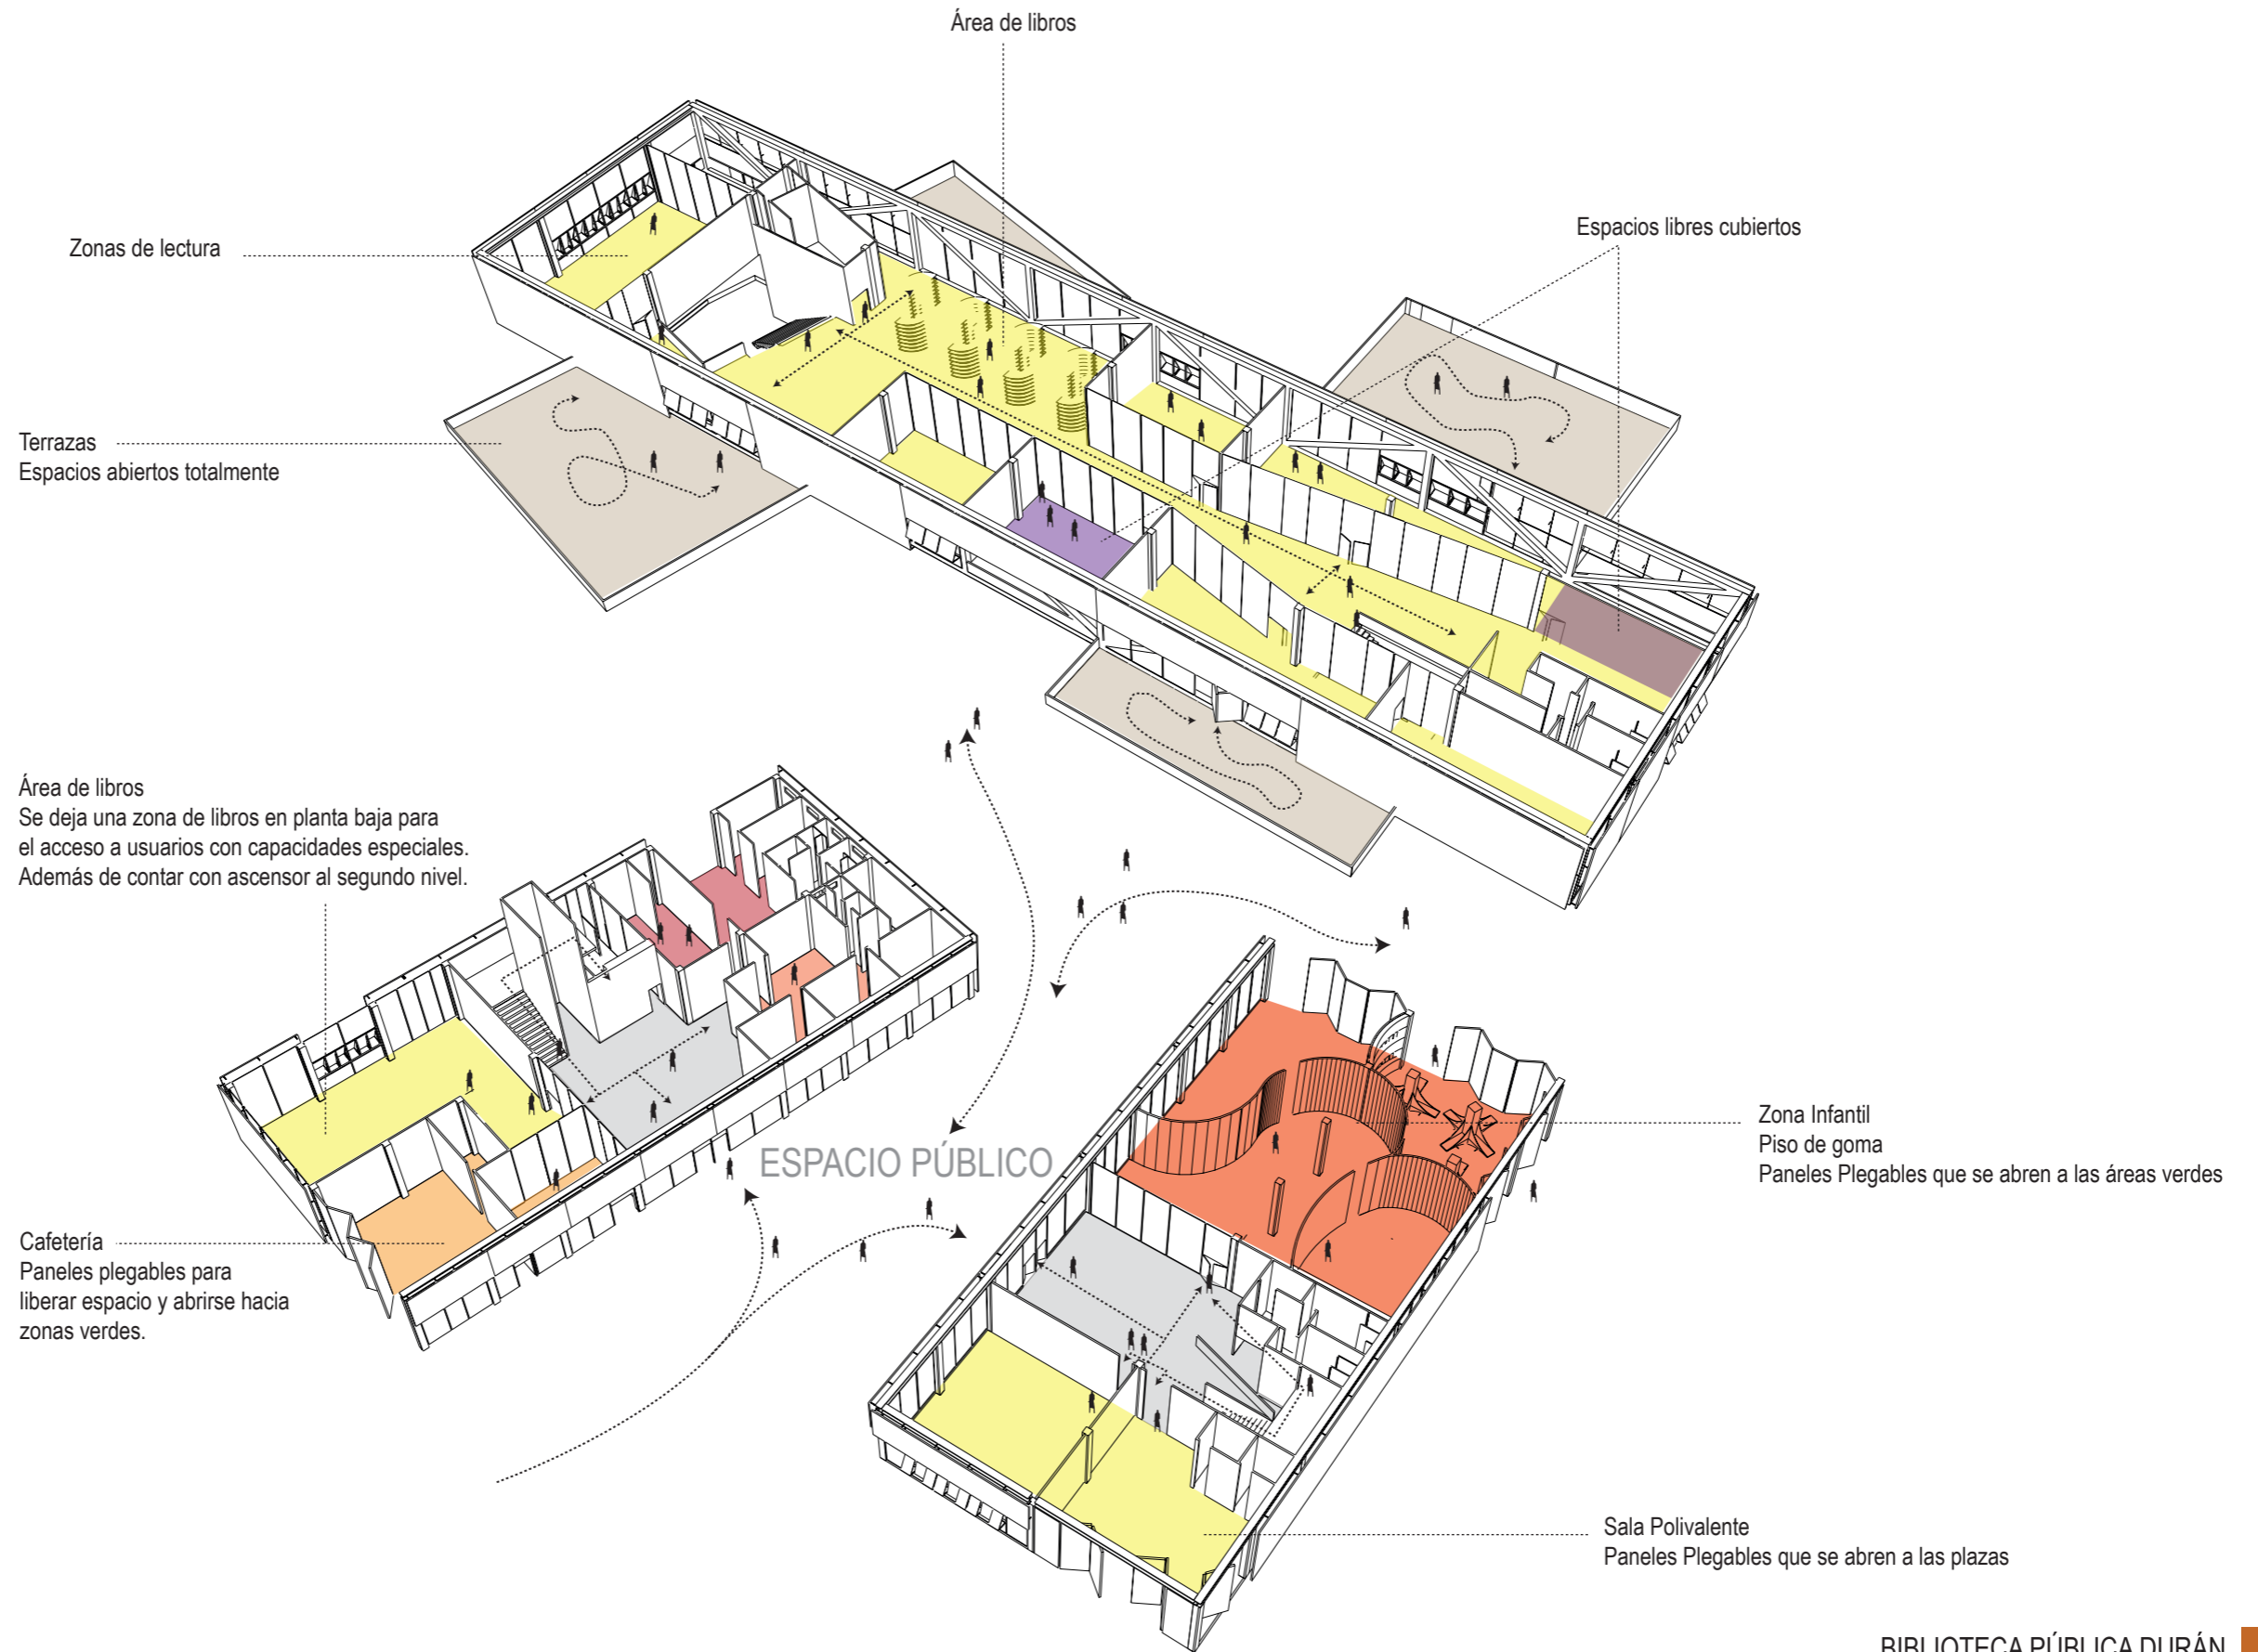 Área de libros
Espacios libres cubiertos
Zonas de lectura
Terrazas
Espacios abiertos totalmente
Área de libros
Se deja una zona de libros en planta baja para
el acceso a usuarios con capacidades especiales.
Además de contar con ascensor al segundo nivel.
ESPACIO PÚBLICO
Zona Infantil
Piso de goma
Paneles Plegables que se abren a las áreas verdes
Cafetería
Paneles plegables para
liberar espacio y abrirse hacia
zonas verdes.
Sala Polivalente
Paneles Plegables que se abren a las plazas
BIBLIOTECA PÚBLICA DURÁN